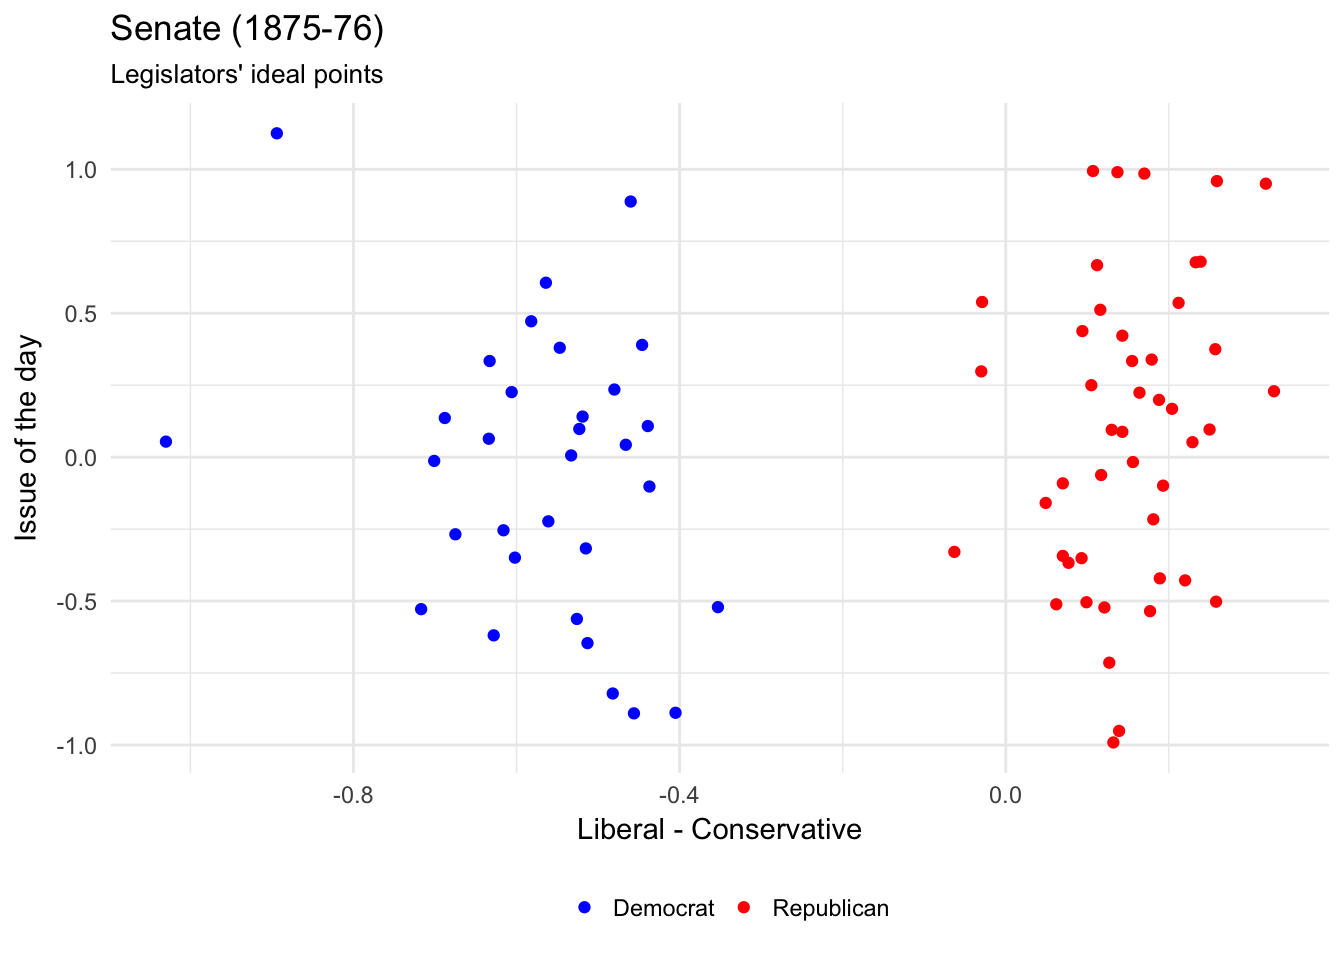 Senate (1875-76)
Legislators' ideal points
Issue of the day
1.0
0.5
0.0
-0.5
-1.0
-0.8 -0.4 0.0
Liberal - Conservative
Democrat Republican